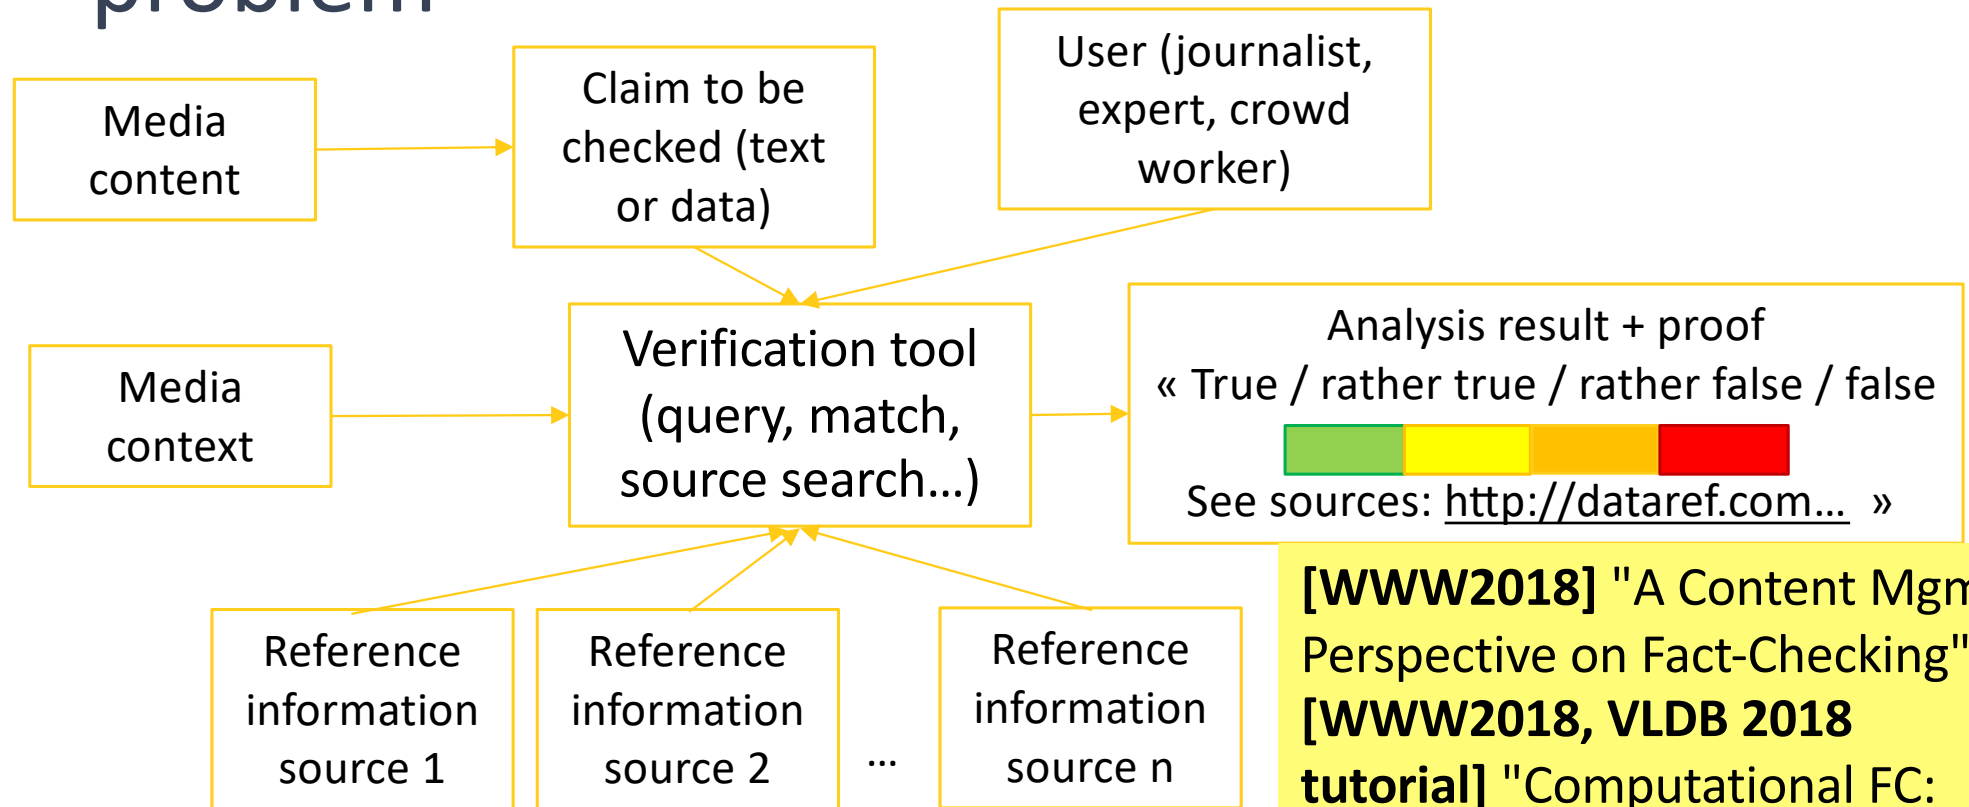 problem
Media
content
Claim to be
checked (text
or data)
User (journalist,
expert, crowd
worker)
Media
context
Verification tool
(query, match,
source search...)
Analysis result + proof
« True / rather true / rather false / false
See sources: http://dataref.com... »
Reference
information
source 1
Reference
information
source 2
...
Reference
information
source n
[WWW2018] "A Content Mgm
Perspective on Fact-Checking"
[WWW2018, VLDB 2018
tutorial] "Computational FC: